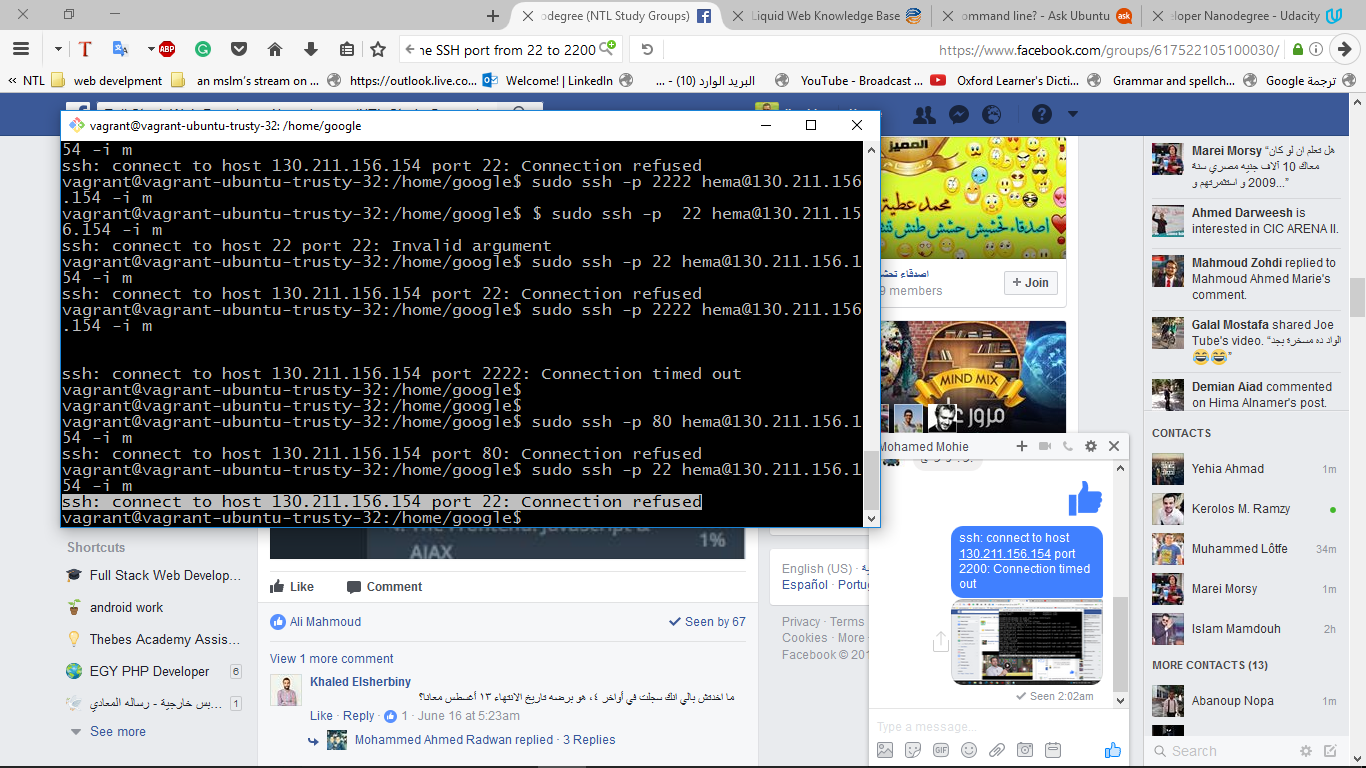 odegree (NTL Study Groups)
Liquid Web Knowledge Base
ommand line? - Ask Ubuntu
eloper Nanodegree - Udacity
ne SSH port from 22 to 2200
https://www.facebook.com/groups/617522105100030/
« NTL
web develpment
an mslm's stream on ...
https://outlook.live.co...
Welcome! | LinkedIn
البريد الوارد (10) - ...
YouTube - Broadcast ...
Oxford Learner's Dicti...
Grammar and spellch...
ترجمة Google
vagrant@vagrant-ubuntu-trusty-32: /home/google
54 -i m
ssh: connect to host 130.211.156.154 port 22: Connection refused
vagrant@vagrant-ubuntu-trusty-32:/home/google$ sudo ssh -p 2222 hema@130.211.156
.154 -i m
vagrant@vagrant-ubuntu-trusty-32:/home/google$ $ sudo ssh -p  22 hema@130.211.15
6.154 -i m
ssh: connect to host 22 port 22: Invalid argument
vagrant@vagrant-ubuntu-trusty-32:/home/google$ sudo ssh -p 22 hema@130.211.156.1
54 -i m
ssh: connect to host 130.211.156.154 port 22: Connection refused
vagrant@vagrant-ubuntu-trusty-32:/home/google$ sudo ssh -p 2222 hema@130.211.156
.154 -i m
ssh: connect to host 130.211.156.154 port 2222: Connection timed out
vagrant@vagrant-ubuntu-trusty-32:/home/google$
vagrant@vagrant-ubuntu-trusty-32:/home/google$
vagrant@vagrant-ubuntu-trusty-32:/home/google$ sudo ssh -p 80 hema@130.211.156.1
54 -i m
ssh: connect to host 130.211.156.154 port 80: Connection refused
vagrant@vagrant-ubuntu-trusty-32:/home/google$ sudo ssh -p 22 hema@130.211.156.1
54 -i m
ssh: connect to host 130.211.156.154 port 22: Connection refused
vagrant@vagrant-ubuntu-trusty-32:/home/google$
Shortcuts
Full Stack Web Develop...
android work
Thebes Academy Assis...
EGY PHP Developer
6
بس خارجية - رساله المعادي...
1
See more
AJAX
1%
Like
Comment
Ali Mahmoud
Seen by 67
View 1 more comment
Khaled Elsherbiny
ما اخدتش بالي انك سجلت في أواخر ٤، هو برضه تاريخ الانتهاء ١٣ أغسطس معانا؟
Like · Reply · 1 · June 16 at 5:23am
Mohammed Ahmed Radwan replied · 3 Replies
المميز
محمد عطية
اصدقاء تحشيش حشش طنش تنت
اصدقاء تحش
9 members
+ Join
MIND MIX
English (US) ·
Español · Portu
Privacy · Terms
Cookies · More
Facebook © 201
Mohamed Mohie
ssh: connect to host
130.211.156.154 port
2200: Connection timed
out
Seen 2:02am
Type a message...
GIF
Marei Morsy “هل تعلم ان لو كان
معاك 10 آلاف جنيه مصري سنة
2009 و استثمرتهم و...”
Ahmed Darweesh is
interested in CIC ARENA II.
Mahmoud Zohdi replied to
Mahmoud Ahmed Marie's
comment.
Galal Mostafa shared Joe
Tube's video. “الواد ده مسخرة بجد
😂😂”
Demian Aiad commented
on Hima Alnamer's post.
CONTACTS
Yehia Ahmad 1m
Kerolos M. Ramzy
Muhammed Lôtfe 34m
Marei Morsy 1m
Islam Mamdouh 2h
MORE CONTACTS (13)
Abanoup Nopa 1m
Search